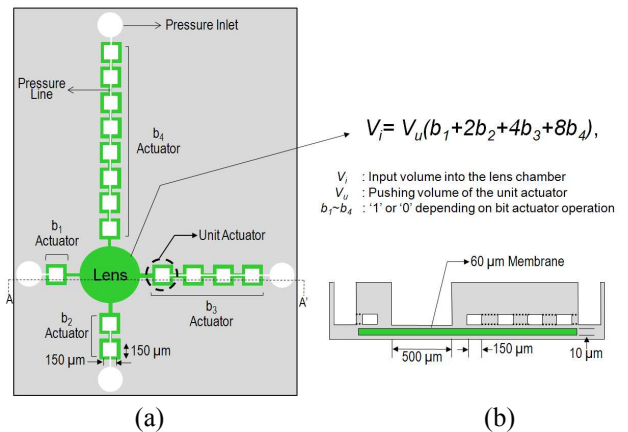 Pressure Inlet
Pressure
Line
b₄
Actuator
b₁
Actuator
Unit Actuator
Lens
A
A'
b₃
Actuator
b₂
Actuator
150 μm
150 μm
(a)
Vᵢ= Vᵤ(b₁+2b₂+4b₃+8b₄),
Vᵢ : Input volume into the lens chamber
Vᵤ : Pushing volume of the unit actuator
b₁~b₄ : '1' or '0' depending on bit actuator operation
60 μm Membrane
500 μm
150 μm
10 μm
(b)